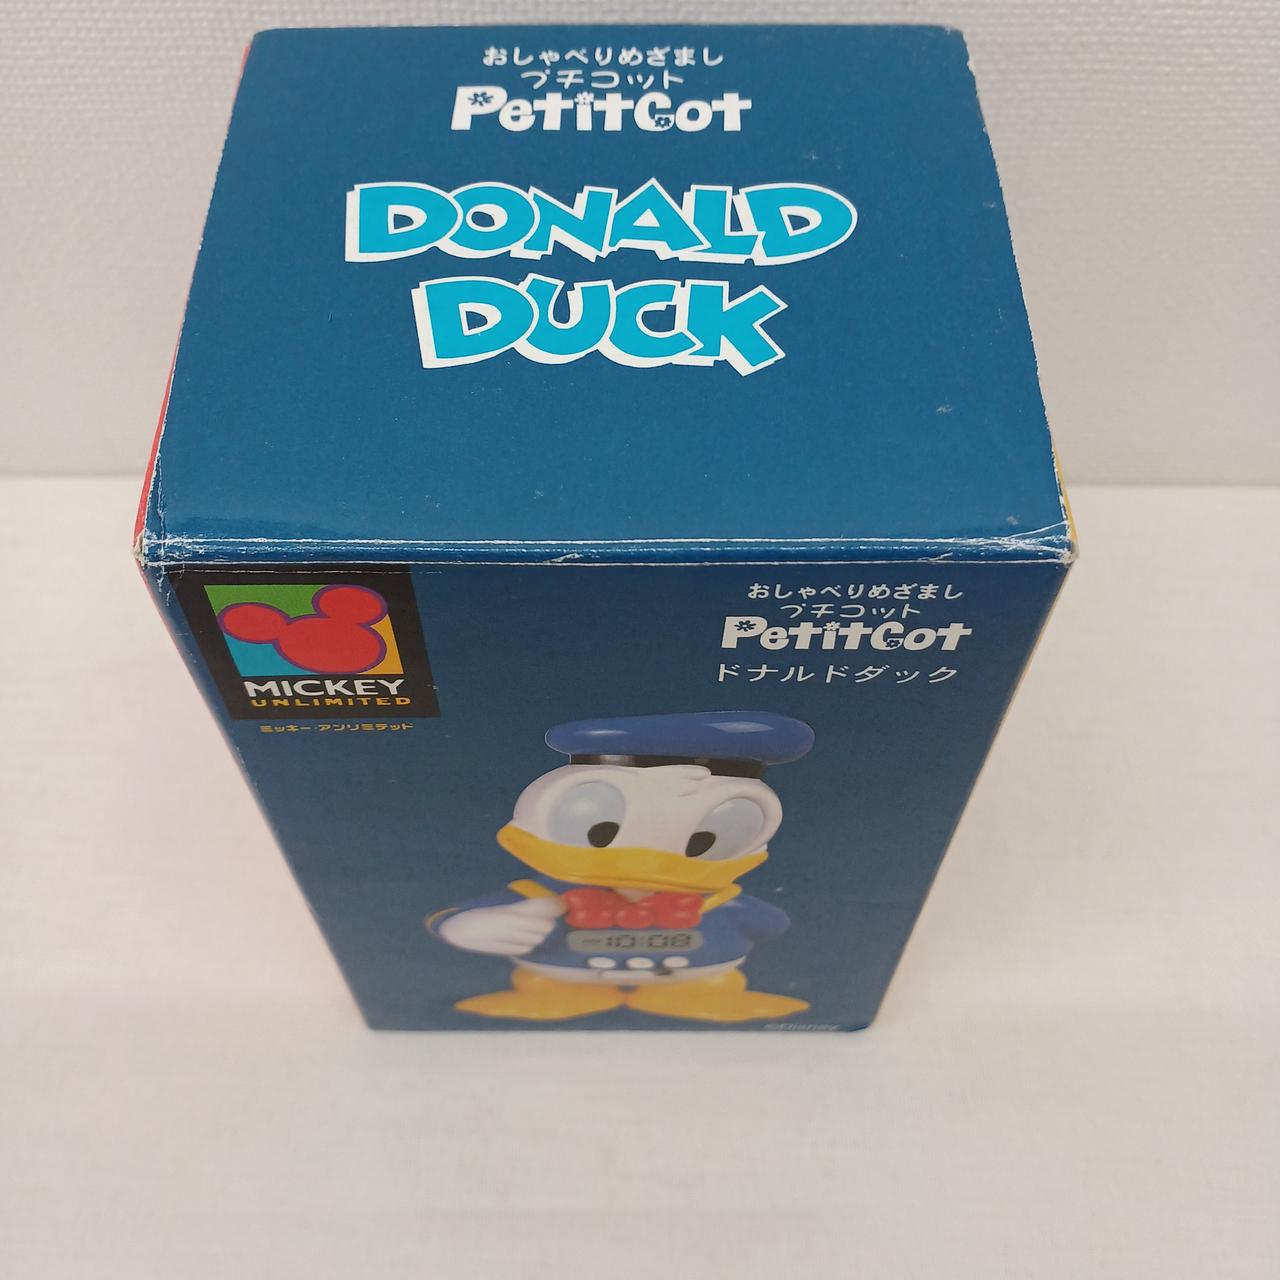 おしゃべりめざまし
プチコット
PetitCot
DONALD
DUCK
MICKEY
UNLIMITED
ミッキー・アンリミテッド
おしゃべりめざまし
プチコット
PetitCot
ドナルドダック
10:08
©Disney